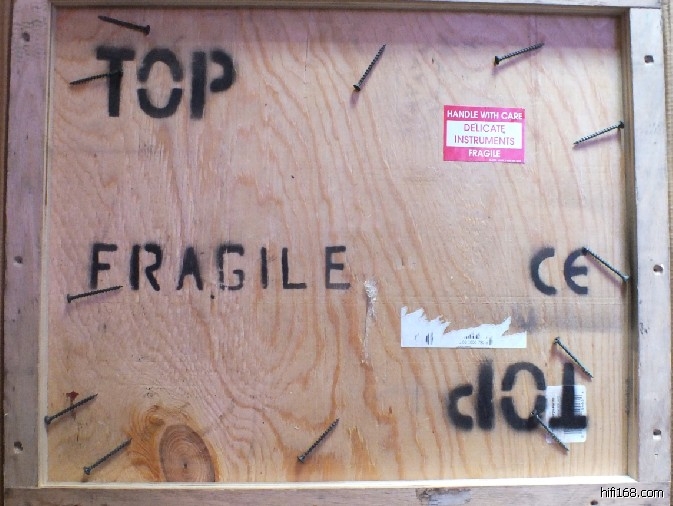 TOP
HANDLE WITH CARE
DELICATE
INSTRUMENTS
FRAGILE
FRAGILE
CE
TOP
hifi168.com